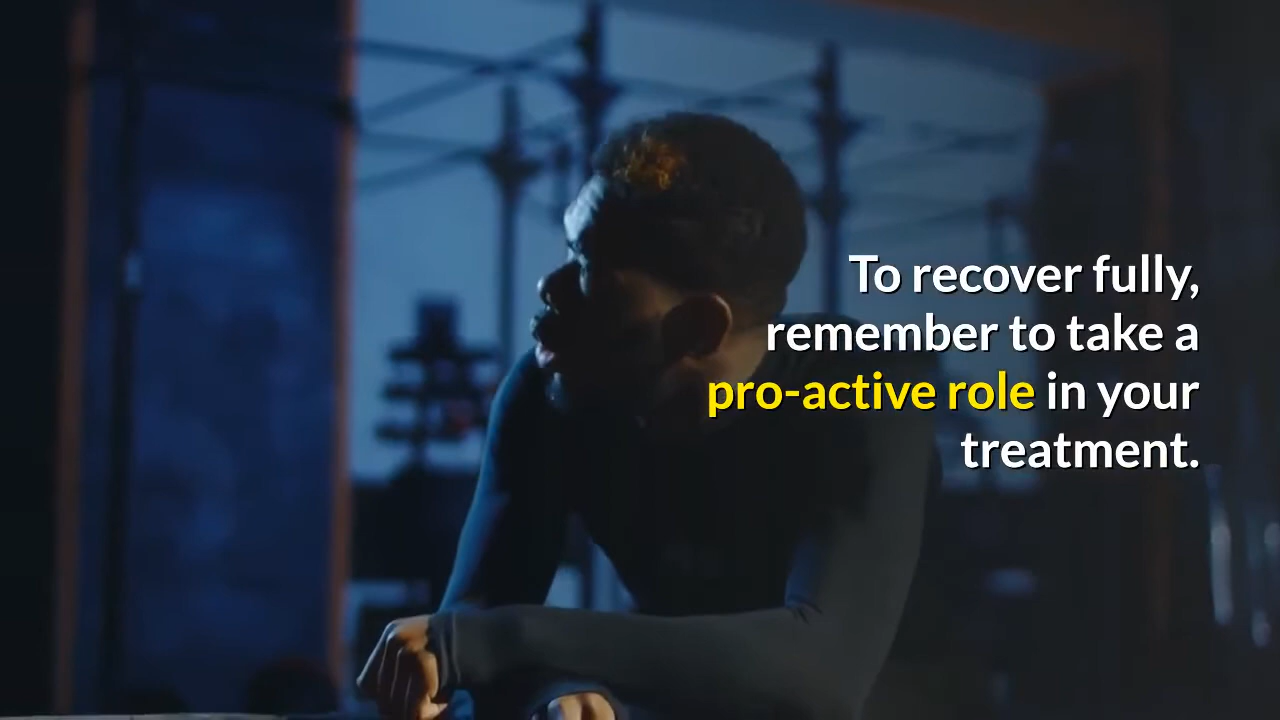 To recover fully,
remember to take a
pro-active role in your
treatment.